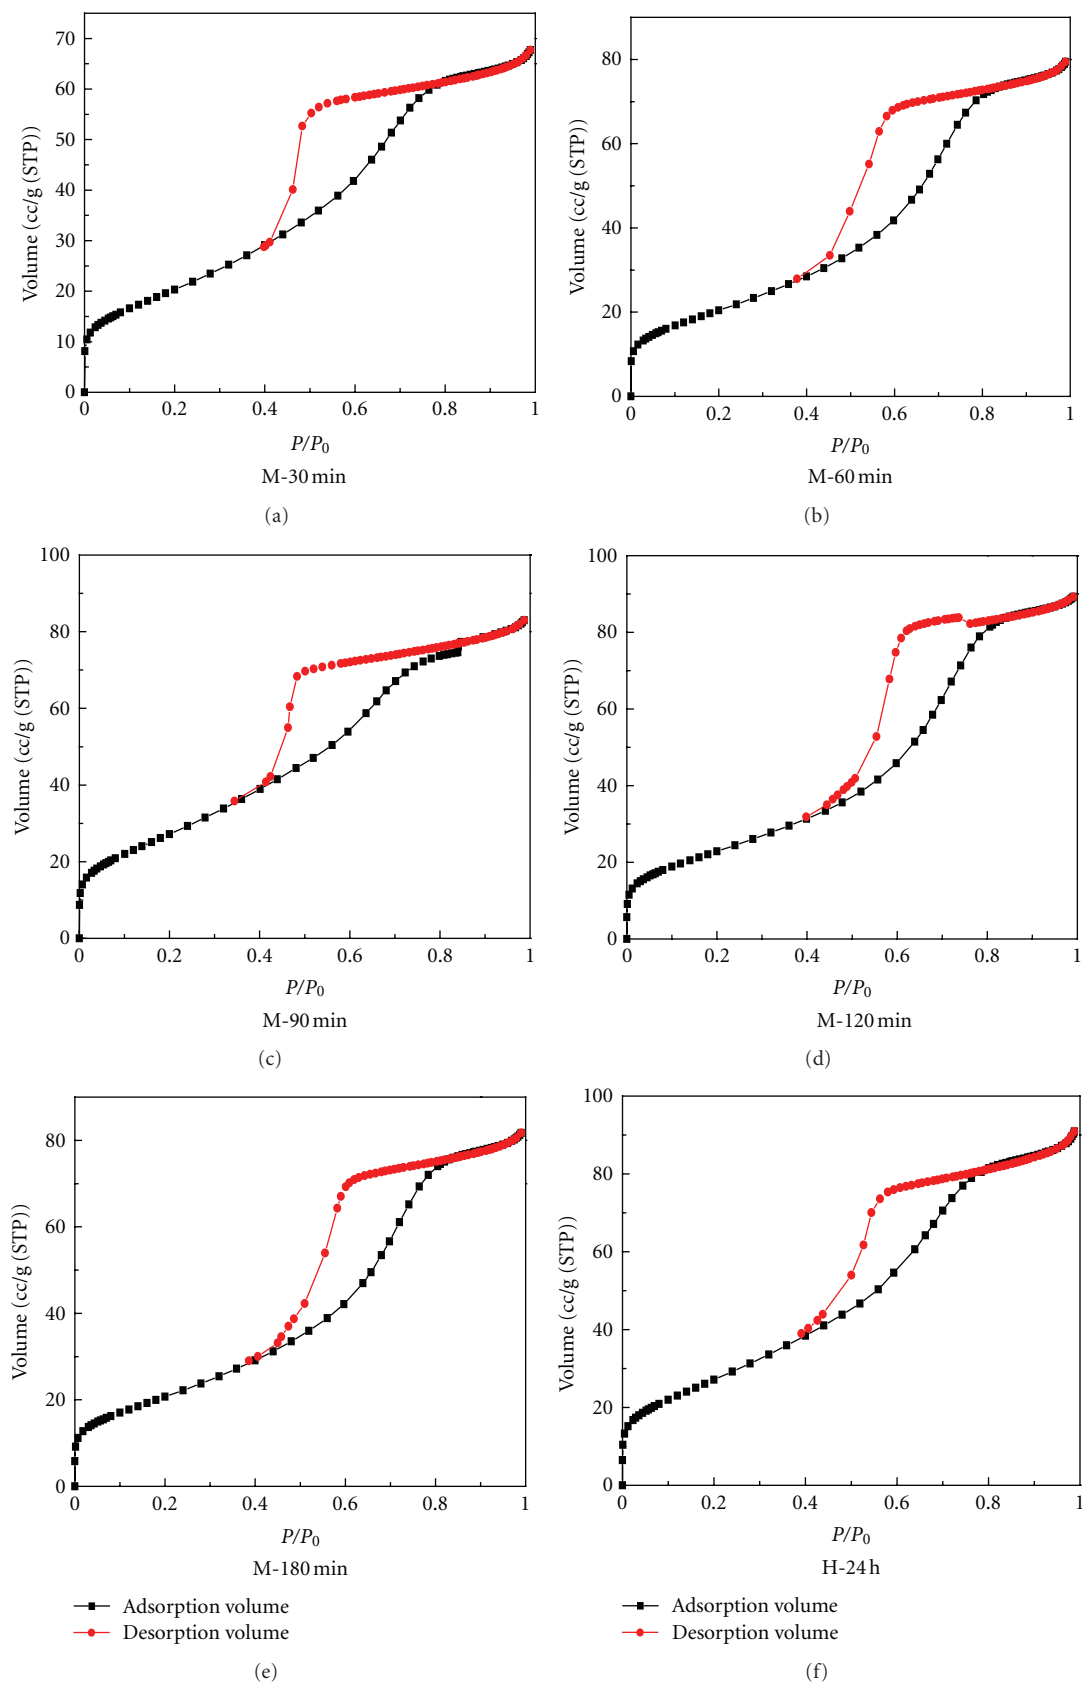 70
60
50
40
30
20
10
0
Volume (cc/g (STP))
0 0.2 0.4 0.6 0.8 1
P/P0
M-30 min
(a)
80
60
40
20
0
Volume (cc/g (STP))
0 0.2 0.4 0.6 0.8 1
P/P0
M-60 min
(b)
100
80
60
40
20
0
Volume (cc/g (STP))
0 0.2 0.4 0.6 0.8 1
P/P0
M-90 min
(c)
100
80
60
40
20
0
Volume (cc/g (STP))
0 0.2 0.4 0.6 0.8 1
P/P0
M-120 min
(d)
80
60
40
20
0
Volume (cc/g (STP))
0 0.2 0.4 0.6 0.8 1
P/P0
M-180 min
Adsorption volume
Desorption volume
(e)
100
80
60
40
20
0
Volume (cc/g (STP))
0 0.2 0.4 0.6 0.8 1
P/P0
H-24 h
Adsorption volume
Desorption volume
(f)